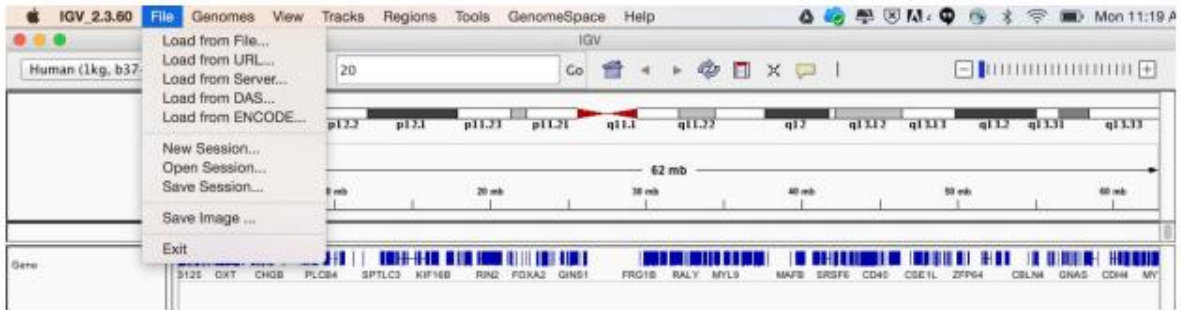 IGV_2.3.60 File Genomes View Tracks Regions Tools GenomeSpace Help Mon 11:19 A
IGV
Human (1kg, b37 20 Go
Load from File...
Load from URL...
Load from Server...
Load from DAS...
Load from ENCODE...
New Session...
Open Session...
Save Session...
Save Image ...
Exit
p12.2 p12.1 p11.23 p11.21 q11.1 q11.22 q12 q13.12 q13.13 q13.2 q13.31 q13.33
62 mb
mb 20 mb 30 mb 40 mb 50 mb 60 mb
Gene
3125 OXT CHGB PLCB4 SPTLC3 KIF16B RIN2 FOXA2 GINS1 FRG1B RALY MYL9 MAFB SRSF6 CD40 CSE1L ZFP64 CBLN4 GNAS CDH4 MY